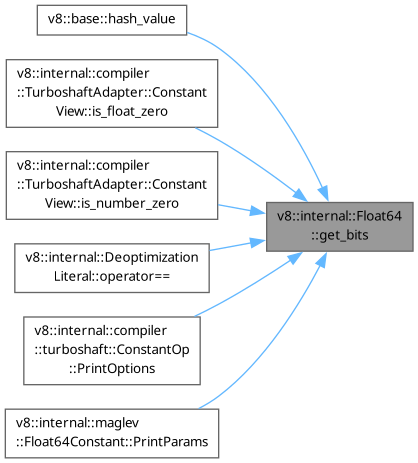 v8::base::hash_value
v8::internal::compiler
::TurboshaftAdapter::Constant
View::is_float_zero
v8::internal::compiler
::TurboshaftAdapter::Constant
View::is_number_zero
v8::internal::Float64
::get_bits
v8::internal::Deoptimization
Literal::operator==
v8::internal::compiler
::turboshaft::ConstantOp
::PrintOptions
v8::internal::maglev
::Float64Constant::PrintParams